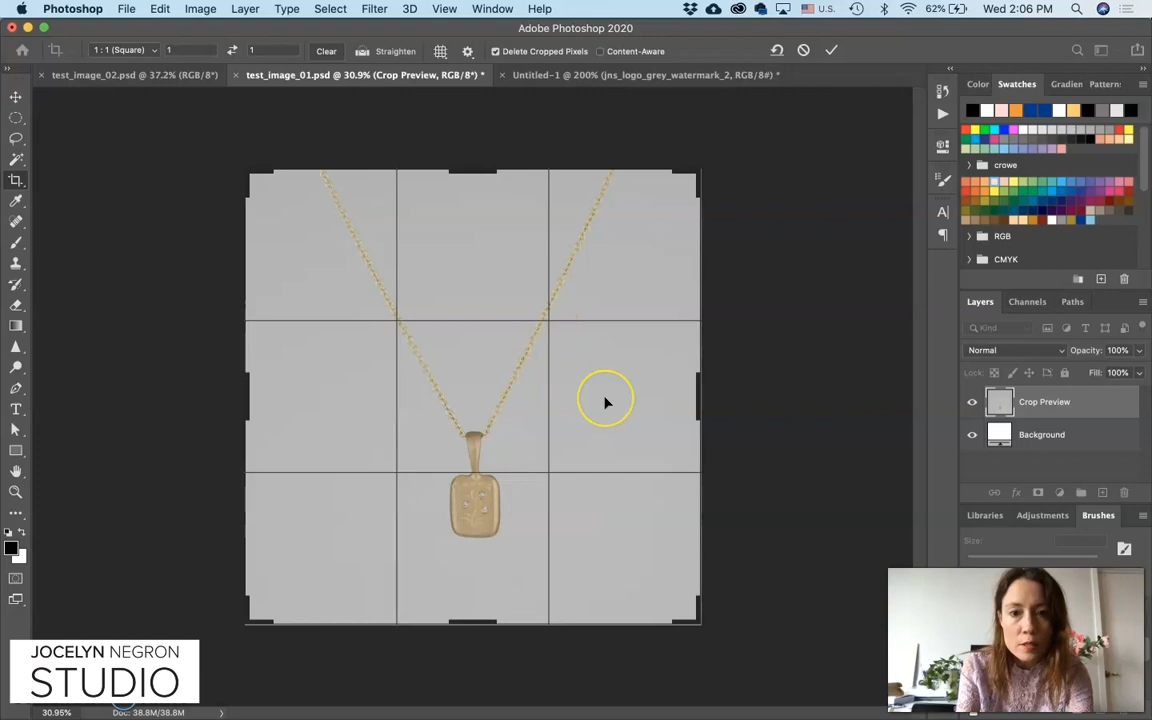 Photoshop File Edit Image Layer Type Select Filter 3D View Window Help U.S. 62% Wed 2:06 PM
Adobe Photoshop 2020
1 : 1 (Square) 1 1 Clear Straighten Delete Cropped Pixels Content-Aware
test_image_02.psd @ 37.2% (RGB/8*) test_image_01.psd @ 30.9% (Crop Preview, RGB/8*) * Untitled-1 @ 200% (jns_logo_grey_watermark_2, RGB/8#) *
Color Swatches Gradien Pattern
crowe
RGB
CMYK
Layers Channels Paths
Kind
Normal Opacity: 100%
Lock: Fill: 100%
Crop Preview
Background
Libraries Adjustments Brushes
Size:
JOCELYN NEGRON
STUDIO
30.95% Doc: 38.8M/38.8M